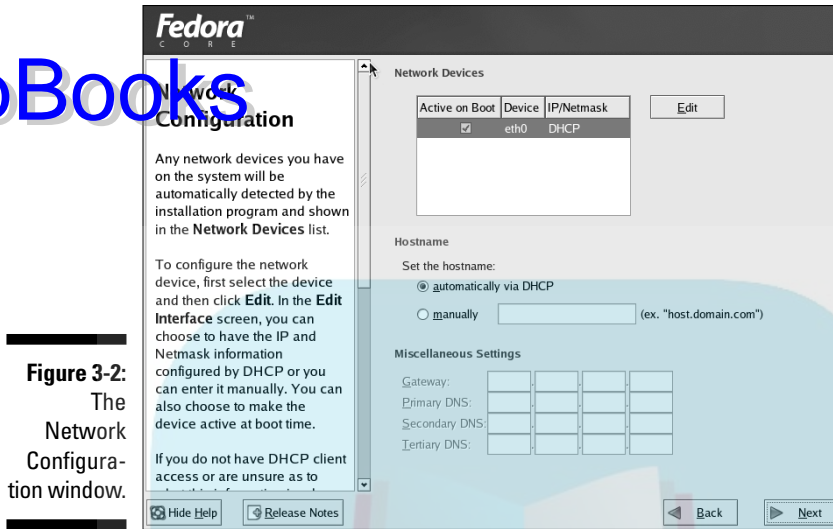 Fedora™
CORE
oBooks
Network
Configuration
Any network devices you have
on the system will be
automatically detected by the
installation program and shown
in the Network Devices list.
To configure the network
device, first select the device
and then click Edit. In the Edit
Interface screen, you can
choose to have the IP and
Netmask information
configured by DHCP or you
can enter it manually. You can
also choose to make the
device active at boot time.
If you do not have DHCP client
access or are unsure as to
Hide Help
Release Notes
Network Devices
Active on Boot Device IP/Netmask
eth0 DHCP
Edit
Hostname
Set the hostname:
automatically via DHCP
manually (ex. "host.domain.com")
Miscellaneous Settings
Gateway:
Primary DNS:
Secondary DNS:
Tertiary DNS:
Back
Next
Figure 3-2:
The
Network
Configura-
tion window.